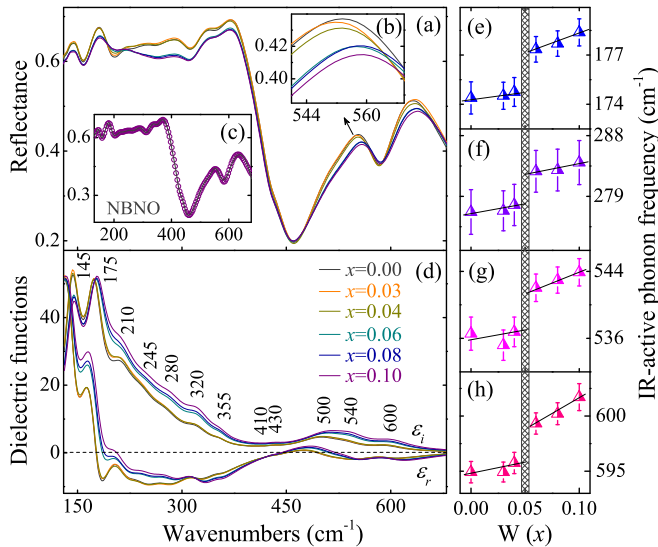 (a)
(b)
0.42
0.40
544
560
Reflectance
0.6
0.4
0.2
(c)
0.6
0.3
NBNO
200
400
600
(d)
Dielectric functions
40
20
0
145
175
210
245
280
320
355
410
430
500
540
600
x=0.00
x=0.03
x=0.04
x=0.06
x=0.08
x=0.10
εi
εr
150
300
450
600
Wavenumbers (cm-1)
(e)
177
174
(f)
288
279
(g)
544
536
(h)
600
595
IR-active phonon frequency (cm-1)
0.00
0.05
0.10
W (x)